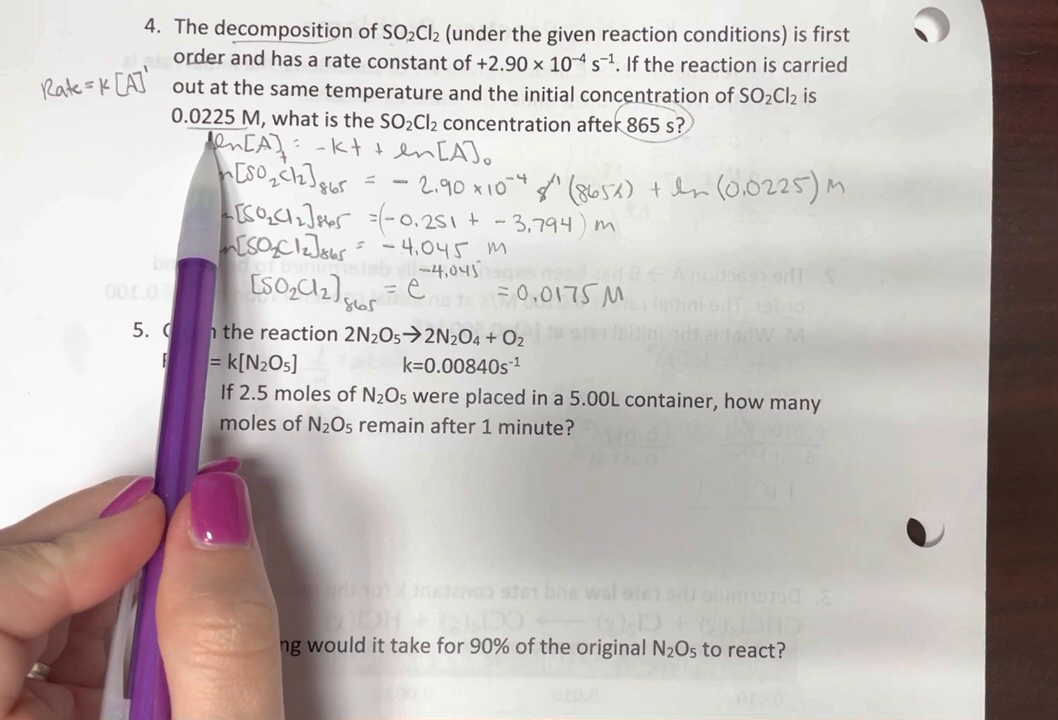 4. The decomposition of SO₂Cl₂ (under the given reaction conditions) is first
order and has a rate constant of +2.90 × 10⁻⁴ s⁻¹. If the reaction is carried
Rate = k [A]¹
out at the same temperature and the initial concentration of SO₂Cl₂ is
0.0225 M, what is the SO₂Cl₂ concentration after 865 s?
ln[A]ₜ = -kt + ln[A]₀
[SO₂Cl₂]₈₆₅ = - 2.90 x10⁻⁴ s⁻¹ (865s) + ln (0.0225) M
[SO₂Cl₂]₈₆₅ = (-0.251 + -3.794) M
[SO₂Cl₂]₈₆₅ = -4.045 M
[SO₂Cl₂]₈₆₅ = e⁻⁴·⁰⁴⁵ = 0.0175 M
5. the reaction 2N₂O₅→2N₂O₄ + O₂
= k[N₂O₅] k=0.00840s⁻¹
If 2.5 moles of N₂O₅ were placed in a 5.00L container, how many
moles of N₂O₅ remain after 1 minute?
ng would it take for 90% of the original N₂O₅ to react?